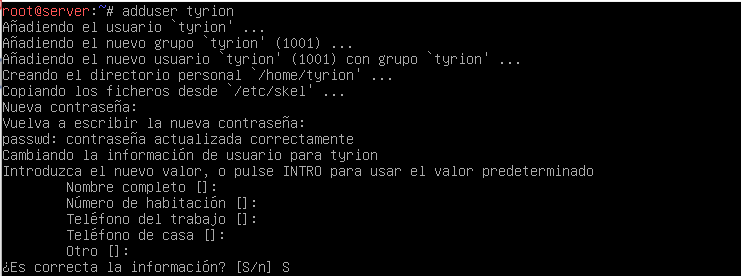 root@server:~# adduser tyrion
Añadiendo el usuario `tyrion' ...
Añadiendo el nuevo grupo `tyrion' (1001) ...
Añadiendo el nuevo usuario `tyrion' (1001) con grupo `tyrion' ...
Creando el directorio personal `/home/tyrion' ...
Copiando los ficheros desde `/etc/skel' ...
Nueva contraseña:
Vuelva a escribir la nueva contraseña:
passwd: contraseña actualizada correctamente
Cambiando la información de usuario para tyrion
Introduzca el nuevo valor, o pulse INTRO para usar el valor predeterminado
Nombre completo []:
Número de habitación []:
Teléfono del trabajo []:
Teléfono de casa []:
Otro []:
¿Es correcta la información? [S/n] S